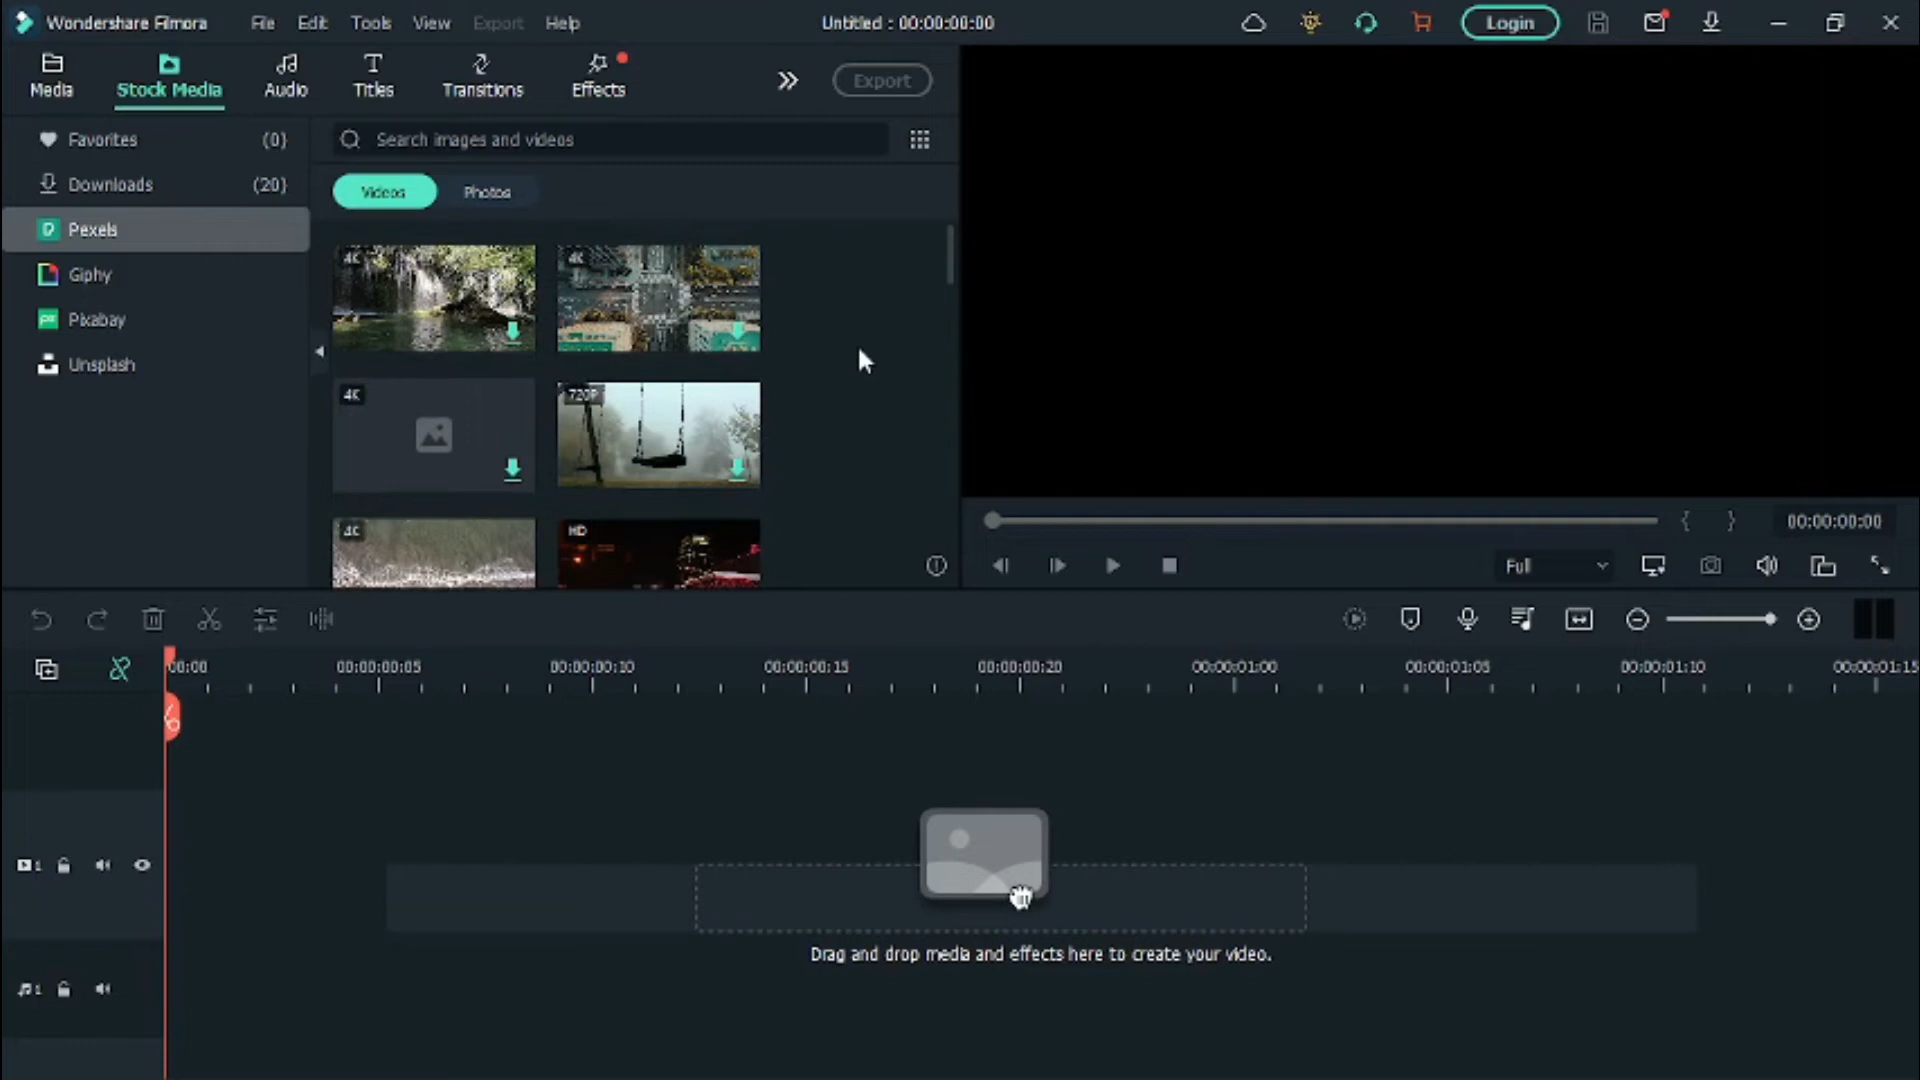 Wondershare Filmora File Edit Tools View Export Help Untitled : 00:00:00:00 Login
Media Stock Media Audio Titles Transitions Effects Export
Favorites (0) Search images and videos
Downloads (20) Videos Photos
Pexels
Giphy 4K 4K
Pixabay
Unsplash
4K 720P
4K HD
00:00:00:00
Full
00:00 00:00:00:05 00:00:00:10 00:00:00:15 00:00:00:20 00:00:01:00 00:00:01:05 00:00:01:10 00:00:01:15
1
Drag and drop media and effects here to create your video.
1